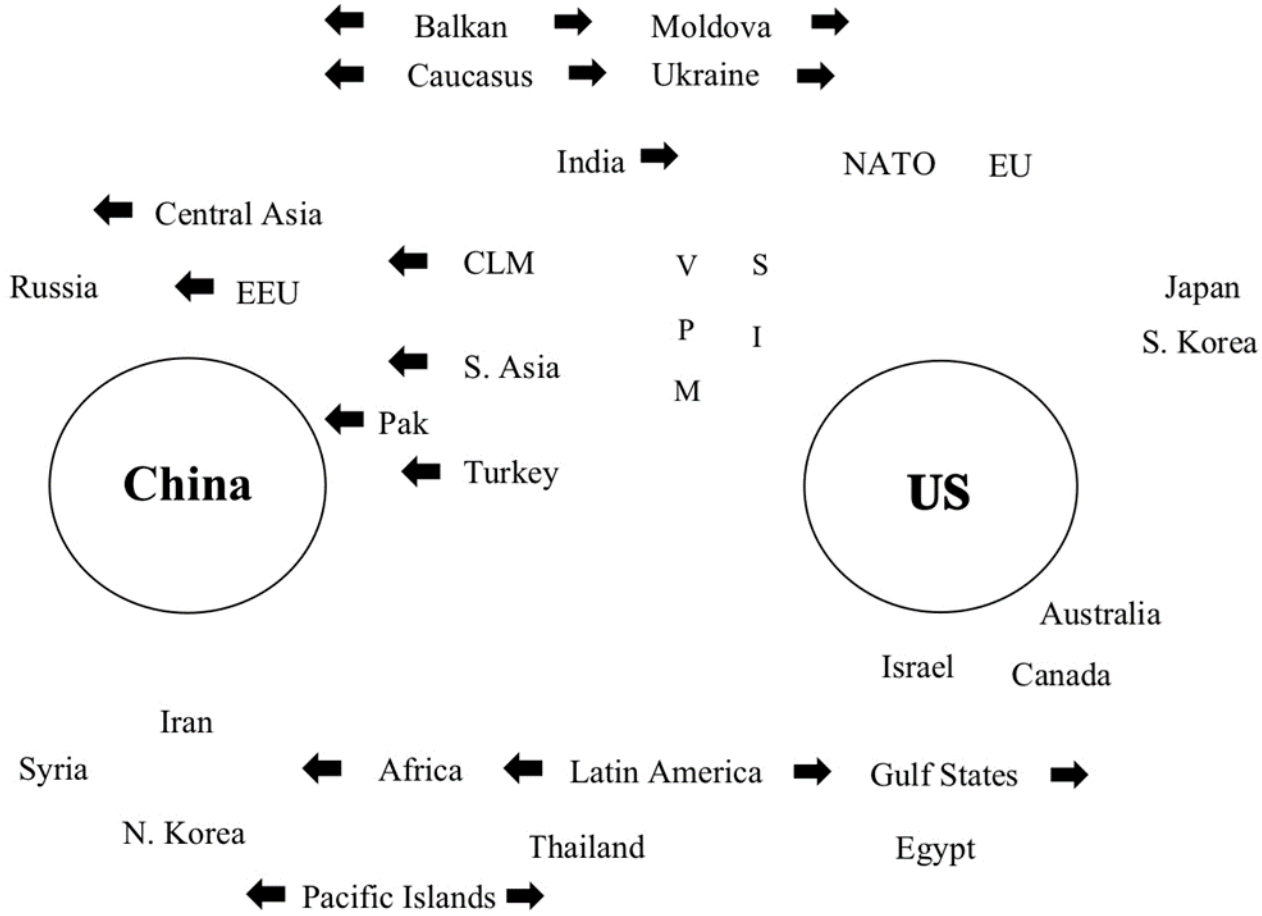 Balkan Moldova
Caucasus Ukraine
India NATO EU
Central Asia
CLM V S
Russia EEU Japan
P I S. Korea
S. Asia
M
Pak
Turkey
China US
Australia
Israel Canada
Iran
Syria Africa Latin America Gulf States
N. Korea Thailand Egypt
Pacific Islands